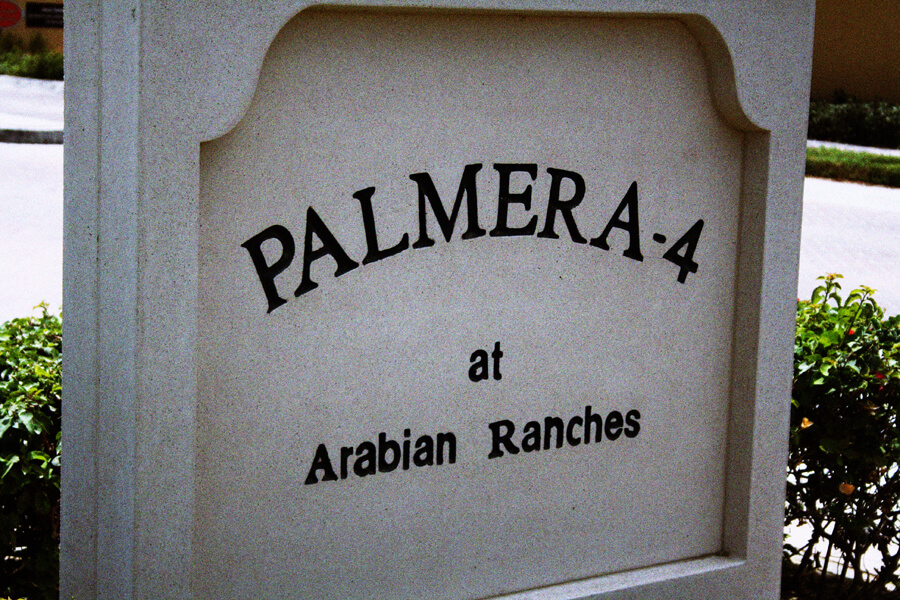 PALMERA-4
at
Arabian Ranches